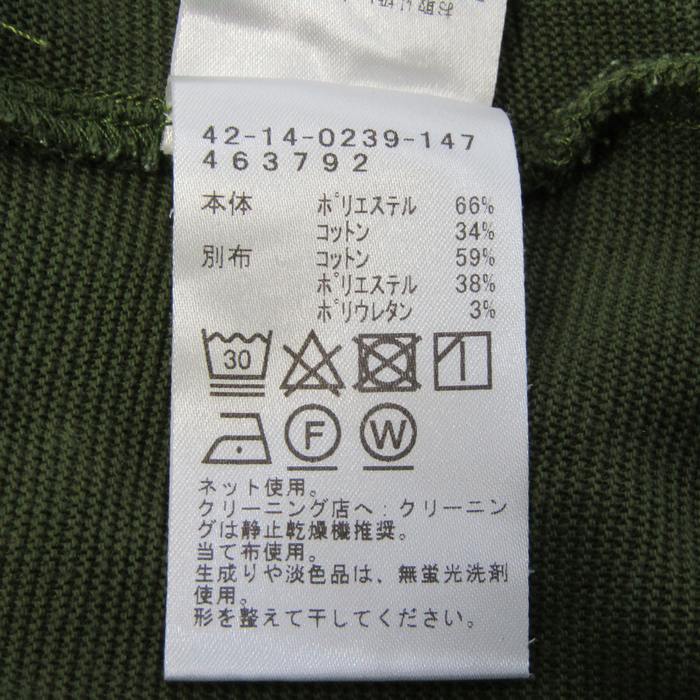 お取り扱
42-14-0239-147
463792
本体 ポリエステル 66%
コットン 34%
別布 コットン 59%
ポリエステル 38%
ポリウレタン 3%
30
F W
ネット使用。
クリーニング店へ:クリーニン
グは静止乾燥機推奨。
当て布使用。
生成りや淡色品は、無蛍光洗剤
使用。
形を整えて干してください。